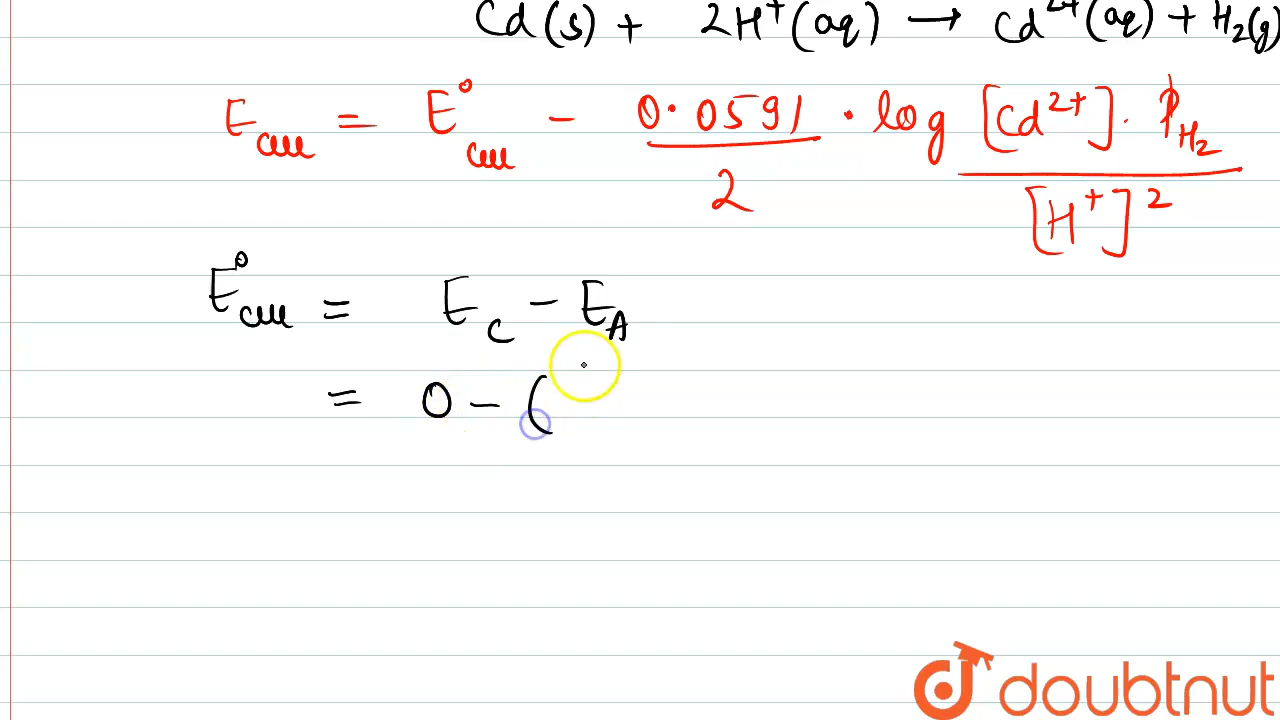 Cd(s) + 2H⁺(aq) → Cd²⁺(aq) + H₂(g)
E_cell = E°_cell - 0.0591/2 . log [Cd²⁺]. P_H₂/[H⁺]²
E°_cell = E_C - E_A
= 0 - (
doubtnut